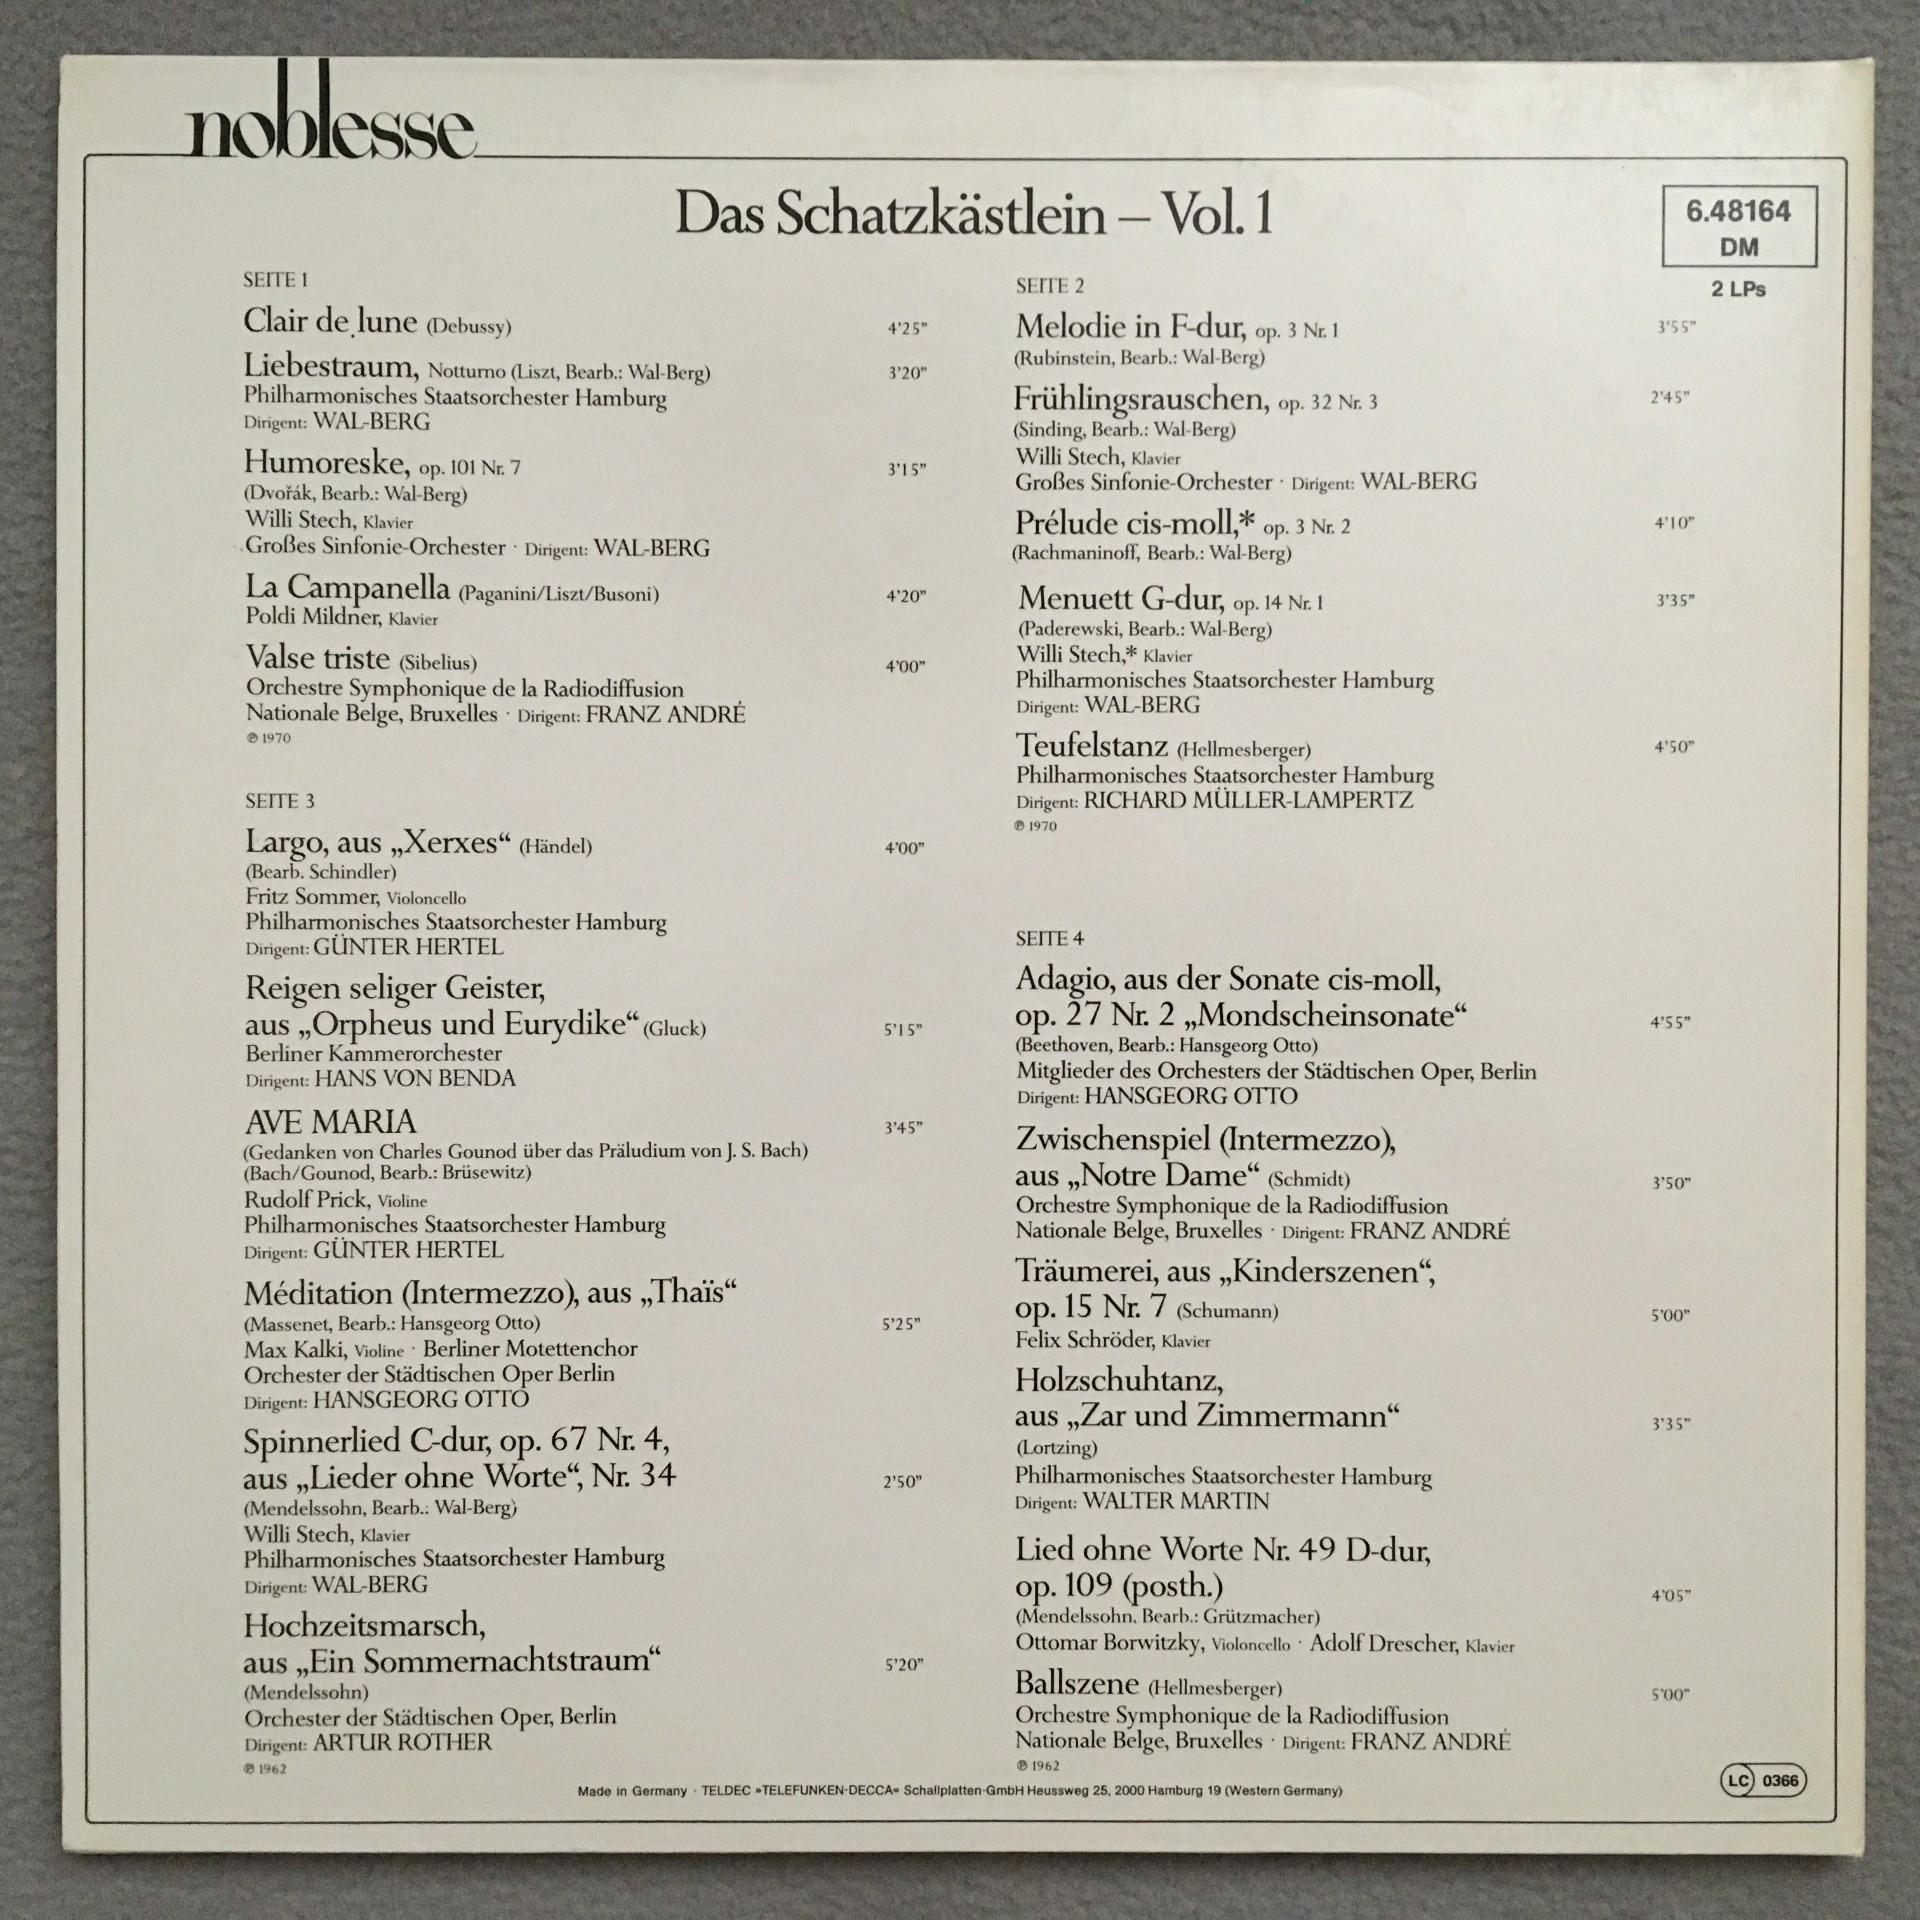 noblesse
Das Schatzkästlein – Vol. 1
6.48164
DM
2 LPs
SEITE 1
Clair de lune (Debussy) 4'25"
Liebestraum, Notturno (Liszt, Bearb.: Wal-Berg) 3'20"
Philharmonisches Staatsorchester Hamburg
Dirigent: WAL-BERG
Humoreske, op. 101 Nr. 7 3'15"
(Dvořák, Bearb.: Wal-Berg)
Willi Stech, Klavier
Großes Sinfonie-Orchester · Dirigent: WAL-BERG
La Campanella (Paganini/Liszt/Busoni) 4'20"
Poldi Mildner, Klavier
Valse triste (Sibelius) 4'00"
Orchestre Symphonique de la Radiodiffusion
Nationale Belge, Bruxelles · Dirigent: FRANZ ANDRÉ
℗ 1970
SEITE 2
Melodie in F-dur, op. 3 Nr. 1 3'55"
(Rubinstein, Bearb.: Wal-Berg)
Frühlingsrauschen, op. 32 Nr. 3 2'45"
(Sinding, Bearb.: Wal-Berg)
Willi Stech, Klavier
Großes Sinfonie-Orchester · Dirigent: WAL-BERG
Prélude cis-moll,* op. 3 Nr. 2 4'10"
(Rachmaninoff, Bearb.: Wal-Berg)
Menuett G-dur, op. 14 Nr. 1 3'35"
(Paderewski, Bearb.: Wal-Berg)
Willi Stech,* Klavier
Philharmonisches Staatsorchester Hamburg
Dirigent: WAL-BERG
Teufelstanz (Hellmesberger) 4'50"
Philharmonisches Staatsorchester Hamburg
Dirigent: RICHARD MÜLLER-LAMPERTZ
℗ 1970
SEITE 3
Largo, aus „Xerxes“ (Händel) 4'00"
(Bearb. Schindler)
Fritz Sommer, Violoncello
Philharmonisches Staatsorchester Hamburg
Dirigent: GÜNTER HERTEL
Reigen seliger Geister,
aus „Orpheus und Eurydike“ (Gluck) 5'15"
Berliner Kammerorchester
Dirigent: HANS VON BENDA
AVE MARIA 3'45"
(Gedanken von Charles Gounod über das Präludium von J. S. Bach)
(Bach/Gounod, Bearb.: Brüsewitz)
Rudolf Prick, Violine
Philharmonisches Staatsorchester Hamburg
Dirigent: GÜNTER HERTEL
Méditation (Intermezzo), aus „Thaïs“
(Massenet, Bearb.: Hansgeorg Otto) 5'25"
Max Kalki, Violine · Berliner Motettenchor
Orchester der Städtischen Oper Berlin
Dirigent: HANSGEORG OTTO
Spinnerlied C-dur, op. 67 Nr. 4,
aus „Lieder ohne Worte“, Nr. 34 2'50"
(Mendelssohn, Bearb.: Wal-Berg)
Willi Stech, Klavier
Philharmonisches Staatsorchester Hamburg
Dirigent: WAL-BERG
Hochzeitsmarsch,
aus „Ein Sommernachtstraum“ 5'20"
(Mendelssohn)
Orchester der Städtischen Oper, Berlin
Dirigent: ARTUR ROTHER
℗ 1962
SEITE 4
Adagio, aus der Sonate cis-moll,
op. 27 Nr. 2 „Mondscheinsonate“ 4'55"
(Beethoven, Bearb.: Hansgeorg Otto)
Mitglieder des Orchesters der Städtischen Oper, Berlin
Dirigent: HANSGEORG OTTO
Zwischenspiel (Intermezzo),
aus „Notre Dame“ (Schmidt) 3'50"
Orchestre Symphonique de la Radiodiffusion
Nationale Belge, Bruxelles · Dirigent: FRANZ ANDRÉ
Träumerei, aus „Kinderszenen“,
op. 15 Nr. 7 (Schumann) 5'00"
Felix Schröder, Klavier
Holzschuhtanz,
aus „Zar und Zimmermann“ 3'35"
(Lortzing)
Philharmonisches Staatsorchester Hamburg
Dirigent: WALTER MARTIN
Lied ohne Worte Nr. 49 D-dur,
op. 109 (posth.) 4'05"
(Mendelssohn, Bearb.: Grützmacher)
Ottomar Borwitzky, Violoncello · Adolf Drescher, Klavier
Ballszene (Hellmesberger) 5'00"
Orchestre Symphonique de la Radiodiffusion
Nationale Belge, Bruxelles · Dirigent: FRANZ ANDRÉ
℗ 1962
Made in Germany · TELDEC »TELEFUNKEN-DECCA« Schallplatten-GmbH Heussweg 25, 2000 Hamburg 19 (Western Germany)
LC 0366